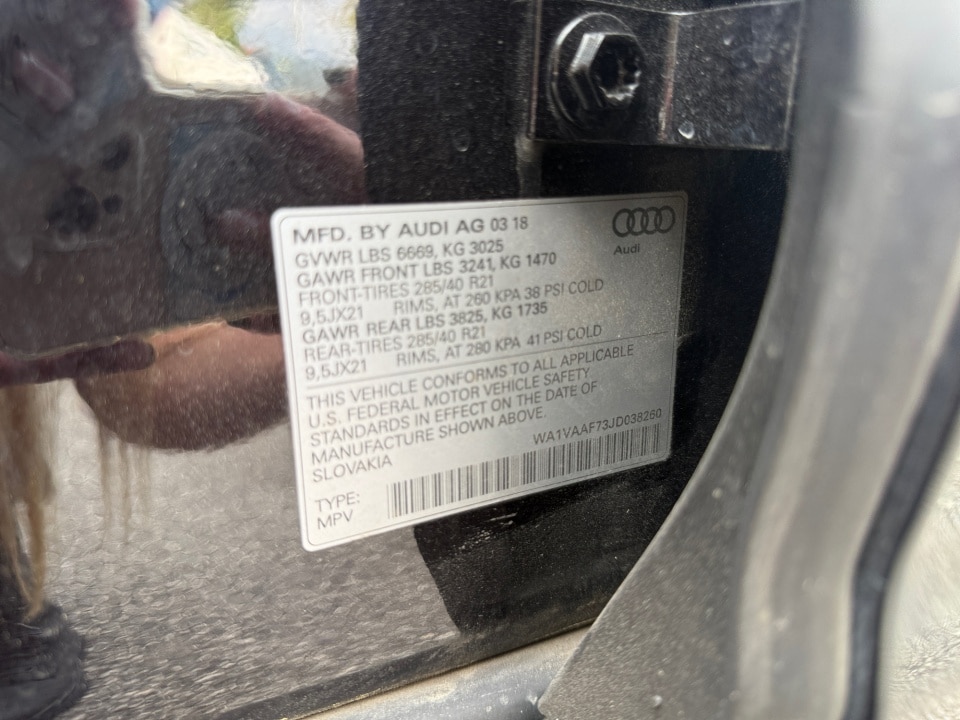 MFD. BY AUDI AG 03 18
GVWR LBS 6669, KG 3025
GAWR FRONT LBS 3241, KG 1470
FRONT-TIRES 285/40 R21
9,5JX21 RIMS, AT 260 KPA 38 PSI COLD
GAWR REAR LBS 3825, KG 1735
REAR-TIRES 285/40 R21
9,5JX21 RIMS, AT 280 KPA 41 PSI COLD
Audi
THIS VEHICLE CONFORMS TO ALL APPLICABLE
U.S. FEDERAL MOTOR VEHICLE SAFETY
STANDARDS IN EFFECT ON THE DATE OF
MANUFACTURE SHOWN ABOVE.
SLOVAKIA
WA1VAAF73JD038260
TYPE:
MPV